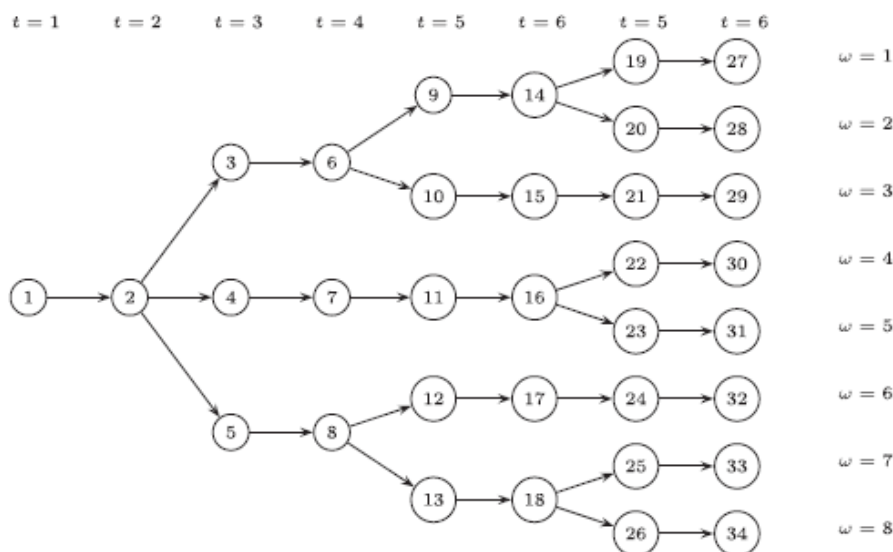 t = 1 t = 2 t = 3 t = 4 t = 5 t = 6 t = 5 t = 6
19 27 ω = 1
9 14
20 28 ω = 2
3 6
10 15 21 29 ω = 3
22 30 ω = 4
1 2 4 7 11 16
23 31 ω = 5
12 17 24 32 ω = 6
5 8
25 33 ω = 7
13 18
26 34 ω = 8